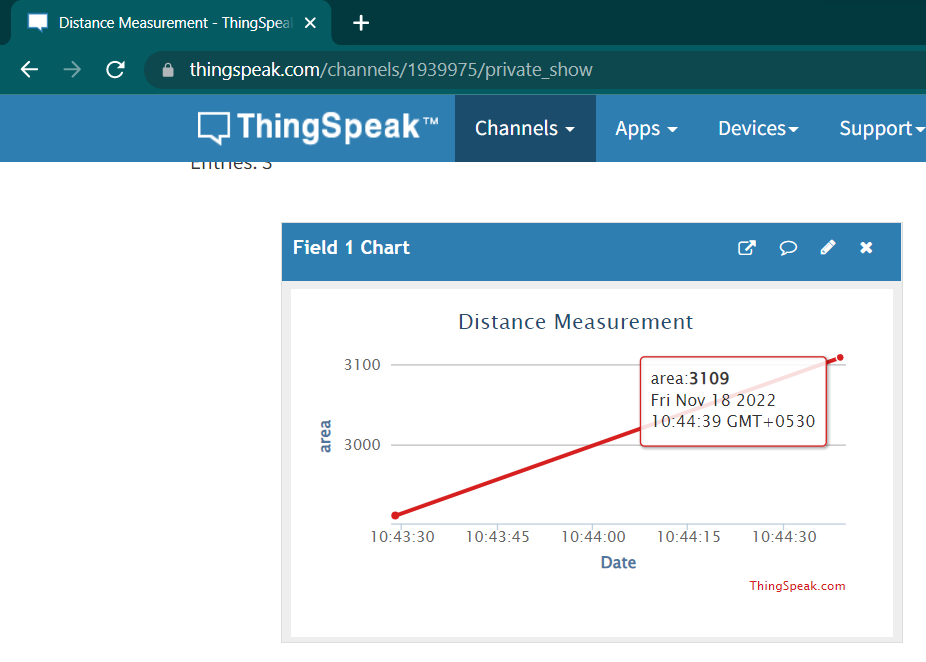 Distance Measurement - ThingSpea
thingspeak.com/channels/1939975/private_show
ThingSpeak™ Channels Apps Devices Support
Entries: 3
Field 1 Chart
Distance Measurement
3100
3000
area
area:3109
Fri Nov 18 2022
10:44:39 GMT+0530
10:43:30 10:43:45 10:44:00 10:44:15 10:44:30
Date
ThingSpeak.com